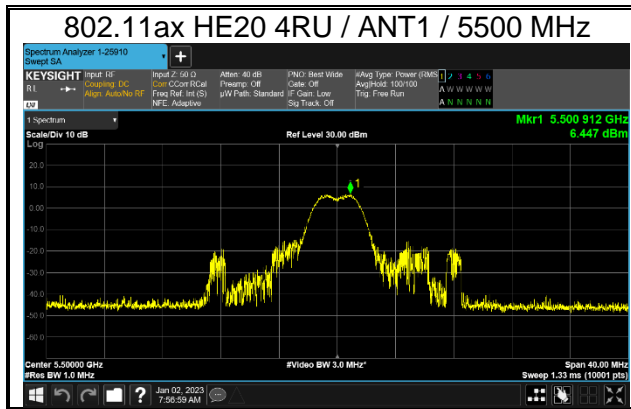 802.11ax HE20 4RU / ANT1 / 5500 MHz
Spectrum Analyzer 1-25910
Swept SA
+
KEYSIGHT Input: RF Input Z: 50 Ω Atten: 40 dB PNO: Best Wide #Avg Type: Power (RMS 1 2 3 4 5 6
R L Coupling: DC Corr CCorr RCal Preamp: Off Gate: Off Avg|Hold: 100/100 A W W W W W
Align: Auto/No RF Freq Ref: Int (S) µW Path: Standard IF Gain: Low Trig: Free Run
LXI NFE: Adaptive Sig Track: Off A N N N N N
1 Spectrum Mkr1 5.500 912 GHz
Scale/Div 10 dB Ref Level 30.00 dBm 6.447 dBm
Log
20.0
10.0
1
0.00
-10.0
-20.0
-30.0
-40.0
-50.0
-60.0
Center 5.50000 GHz #Video BW 3.0 MHz* Span 40.00 MHz
#Res BW 1.0 MHz Sweep 1.33 ms (10001 pts)
? Jan 02, 2023
7:56:59 AM